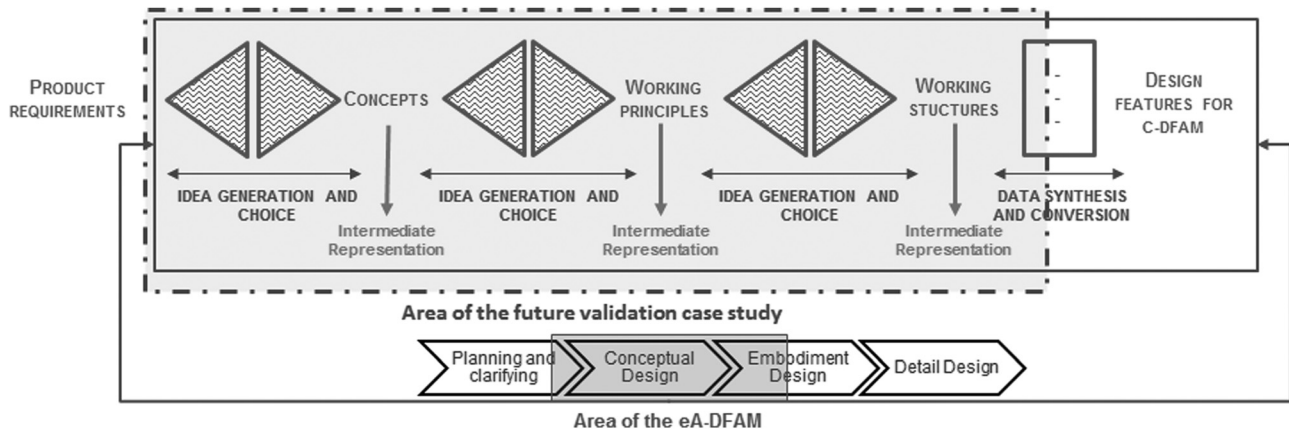 PRODUCT
REQUIREMENTS
CONCEPTS
WORKING
PRINCIPLES
WORKING
STUCTURES
-
-
-
DESIGN
FEATURES FOR
C-DFAM
IDEA GENERATION AND
CHOICE
IDEA GENERATION AND
CHOICE
IDEA GENERATION AND
CHOICE
DATA SYNTHESIS
AND CONVERSION
Intermediate
Representation
Intermediate
Representation
Intermediate
Representation
Area of the future validation case study
Planning and
clarifying
Conceptual
Design
Embodiment
Design
Detail Design
Area of the eA-DFAM